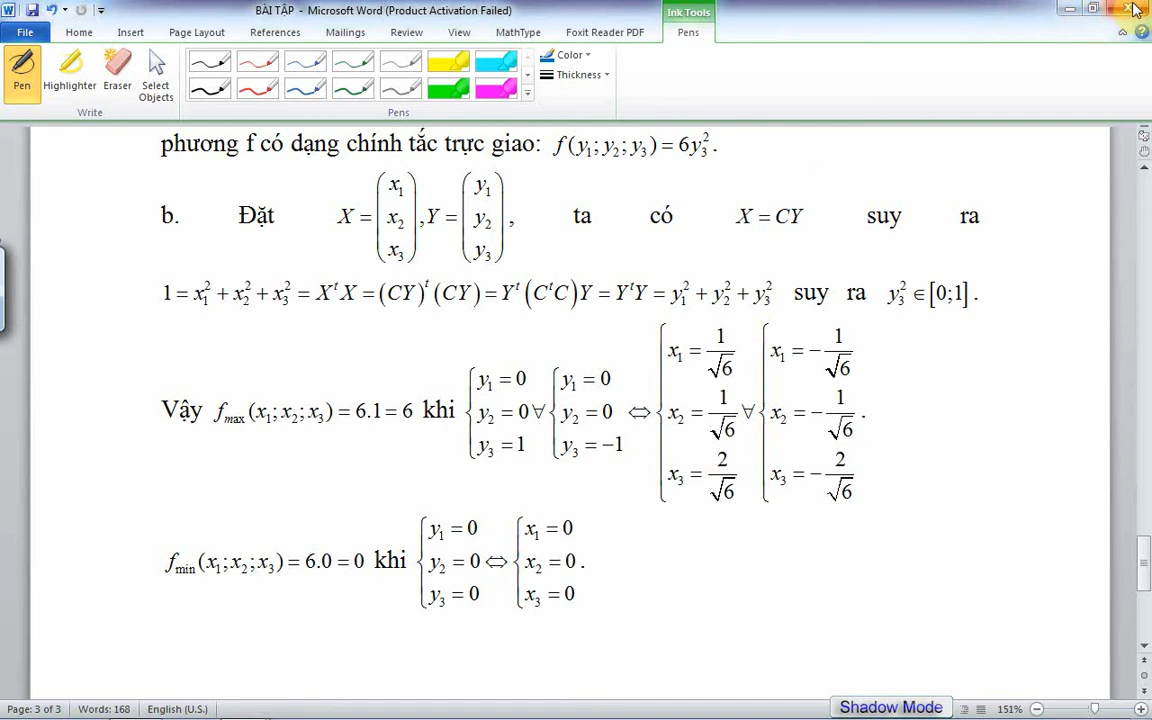 BÀI TẬP - Microsoft Word (Product Activation Failed)
Ink Tools
File Home Insert Page Layout References Mailings Review View MathType Foxit Reader PDF Pens
Pen Highlighter Eraser Select Objects
Color
Thickness
Write Pens
phương f có dạng chính tắc trực giao: f(y₁; y₂; y₃) = 6y₃².
b. Đặt X = (x₁ x₂ x₃), Y = (y₁ y₂ y₃), ta có X = CY suy ra
1 = x₁² + x₂² + x₃² = XᵗX = (CY)ᵗ(CY) = Yᵗ(CᵗC)Y = YᵗY = y₁² + y₂² + y₃² suy ra y₃² ∈ [0;1].
Vậy fmax(x₁; x₂; x₃) = 6.1 = 6 khi {y₁ = 0 y₂ = 0 y₃ = 1 ∀ {y₁ = 0 y₂ = 0 y₃ = −1 ⇔ {x₁ = 1/√6 x₂ = 1/√6 x₃ = 2/√6 ∀ {x₁ = −1/√6 x₂ = −1/√6 x₃ = −2/√6 .
fmin(x₁; x₂; x₃) = 6.0 = 0 khi {y₁ = 0 y₂ = 0 y₃ = 0 ⇔ {x₁ = 0 x₂ = 0 x₃ = 0 .
Page: 3 of 3 Words: 168 English (U.S.) Shadow Mode 151%